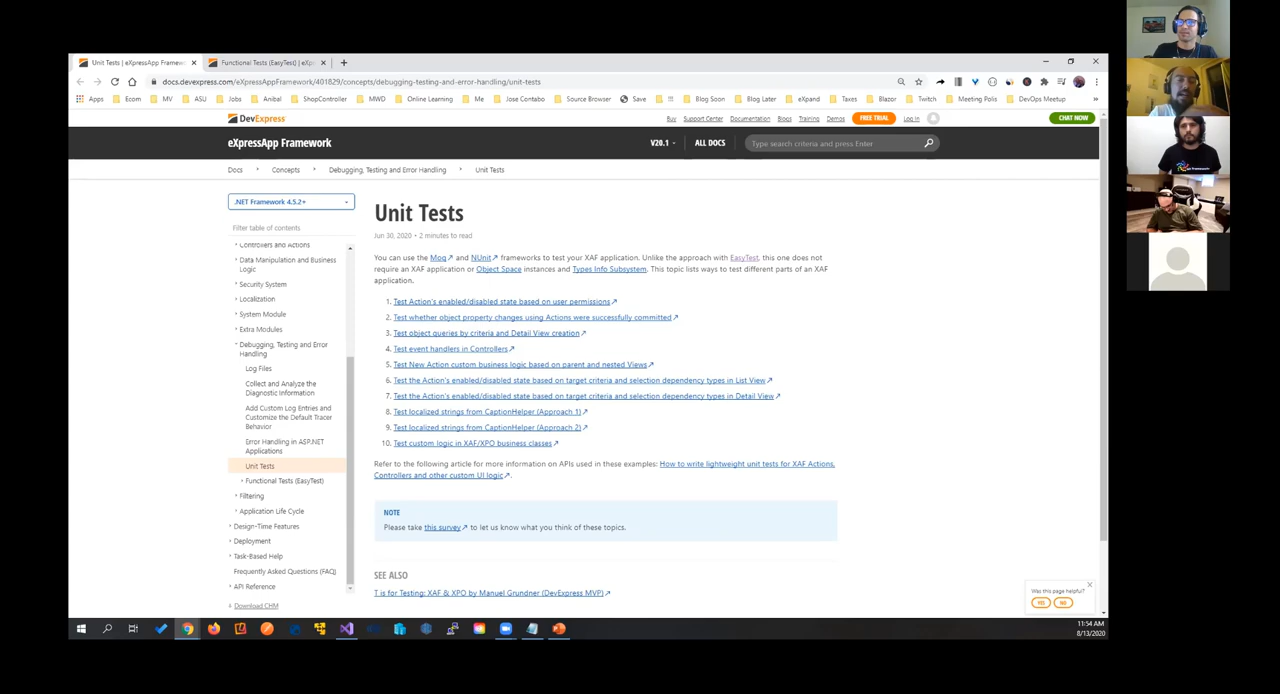 Unit Tests | eXpressApp Framewo
Functional Tests (EasyTest) | eXp
docs.devexpress.com/eXpressAppFramework/401829/concepts/debugging-testing-and-error-handling/unit-tests
Apps Ecom MV ASU Jobs Anibal ShopController MWD Online Learning Me Jose Contabo Source Browser Save !!! Blog Soon Blog Later eXpand Taxes Blazor Twitch Meeting Polis DevOps Meetup »
DevExpress
Buy Support Center Documentation Blogs Training Demos FREE TRIAL Log In CHAT NOW
eXpressApp Framework
V20.1 ALL DOCS Type search criteria and press Enter
Docs Concepts Debugging, Testing and Error Handling Unit Tests
.NET Framework 4.5.2+
Filter table of contents
Controllers and Actions
Data Manipulation and Business
Logic
Security System
Localization
System Module
Extra Modules
Debugging, Testing and Error
Handling
Log Files
Collect and Analyze the
Diagnostic Information
Add Custom Log Entries and
Customize the Default Tracer
Behavior
Error Handling in ASP.NET
Applications
Unit Tests
Functional Tests (EasyTest)
Filtering
Application Life Cycle
Design-Time Features
Deployment
Task-Based Help
Frequently Asked Questions (FAQ)
API Reference
Download CHM
Unit Tests
Jun 30, 2020 • 2 minutes to read
You can use the Moq and NUnit frameworks to test your XAF application. Unlike the approach with EasyTest, this one does not
require an XAF application or Object Space instances and Types Info Subsystem. This topic lists ways to test different parts of an XAF
application.
1. Test Action's enabled/disabled state based on user permissions
2. Test whether object property changes using Actions were successfully committed
3. Test object queries by criteria and Detail View creation
4. Test event handlers in Controllers
5. Test New Action custom business logic based on parent and nested Views
6. Test the Action's enabled/disabled state based on target criteria and selection dependency types in List View
7. Test the Action's enabled/disabled state based on target criteria and selection dependency types in Detail View
8. Test localized strings from CaptionHelper (Approach 1)
9. Test localized strings from CaptionHelper (Approach 2)
10. Test custom logic in XAF/XPO business classes
Refer to the following article for more information on APIs used in these examples: How to write lightweight unit tests for XAF Actions,
Controllers and other custom UI logic.
NOTE
Please take this survey to let us know what you think of these topics.
SEE ALSO
T is for Testing: XAF & XPO by Manuel Grundner (DevExpress MVP)
Was this page helpful?
YES NO
11:54 AM
8/13/2020